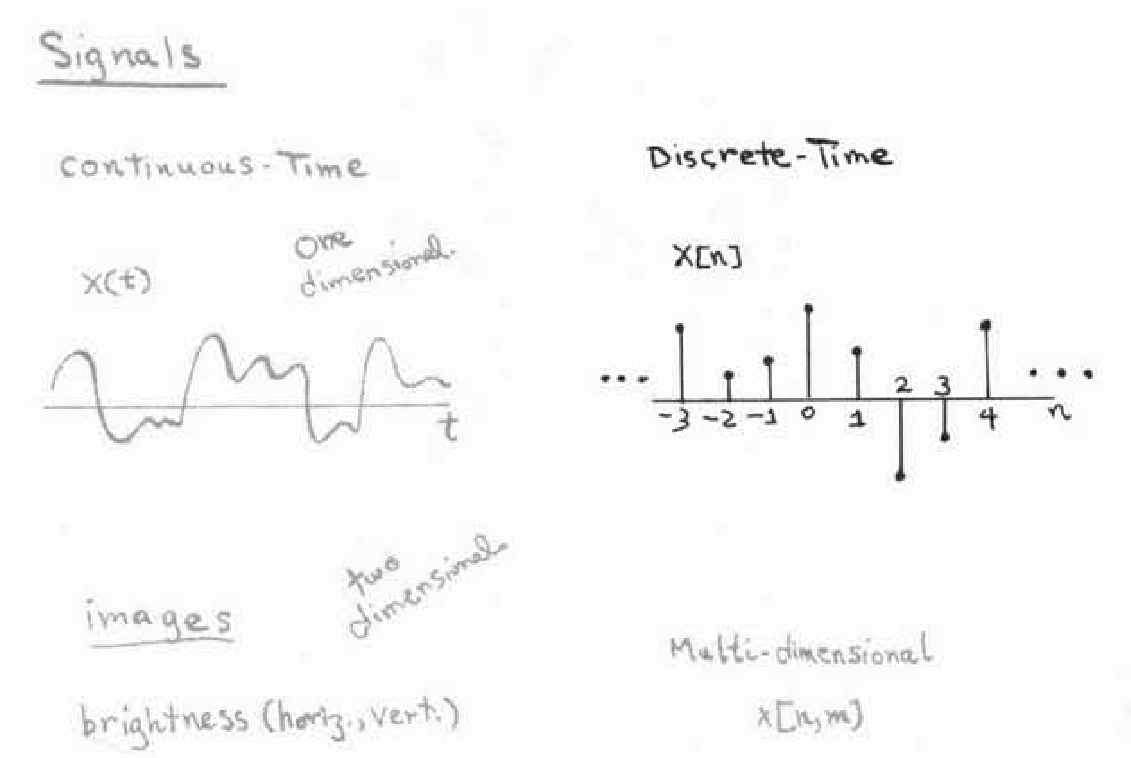 Signals
Continuous-Time
One
dimensional.
X(t)
t
Discrete-Time
X[n]
...
...
2 3
-3 -2 -1 0 1 4 n
images
two
dimensional
brightness (horiz., vert.)
Multi-dimensional
x[n,m]